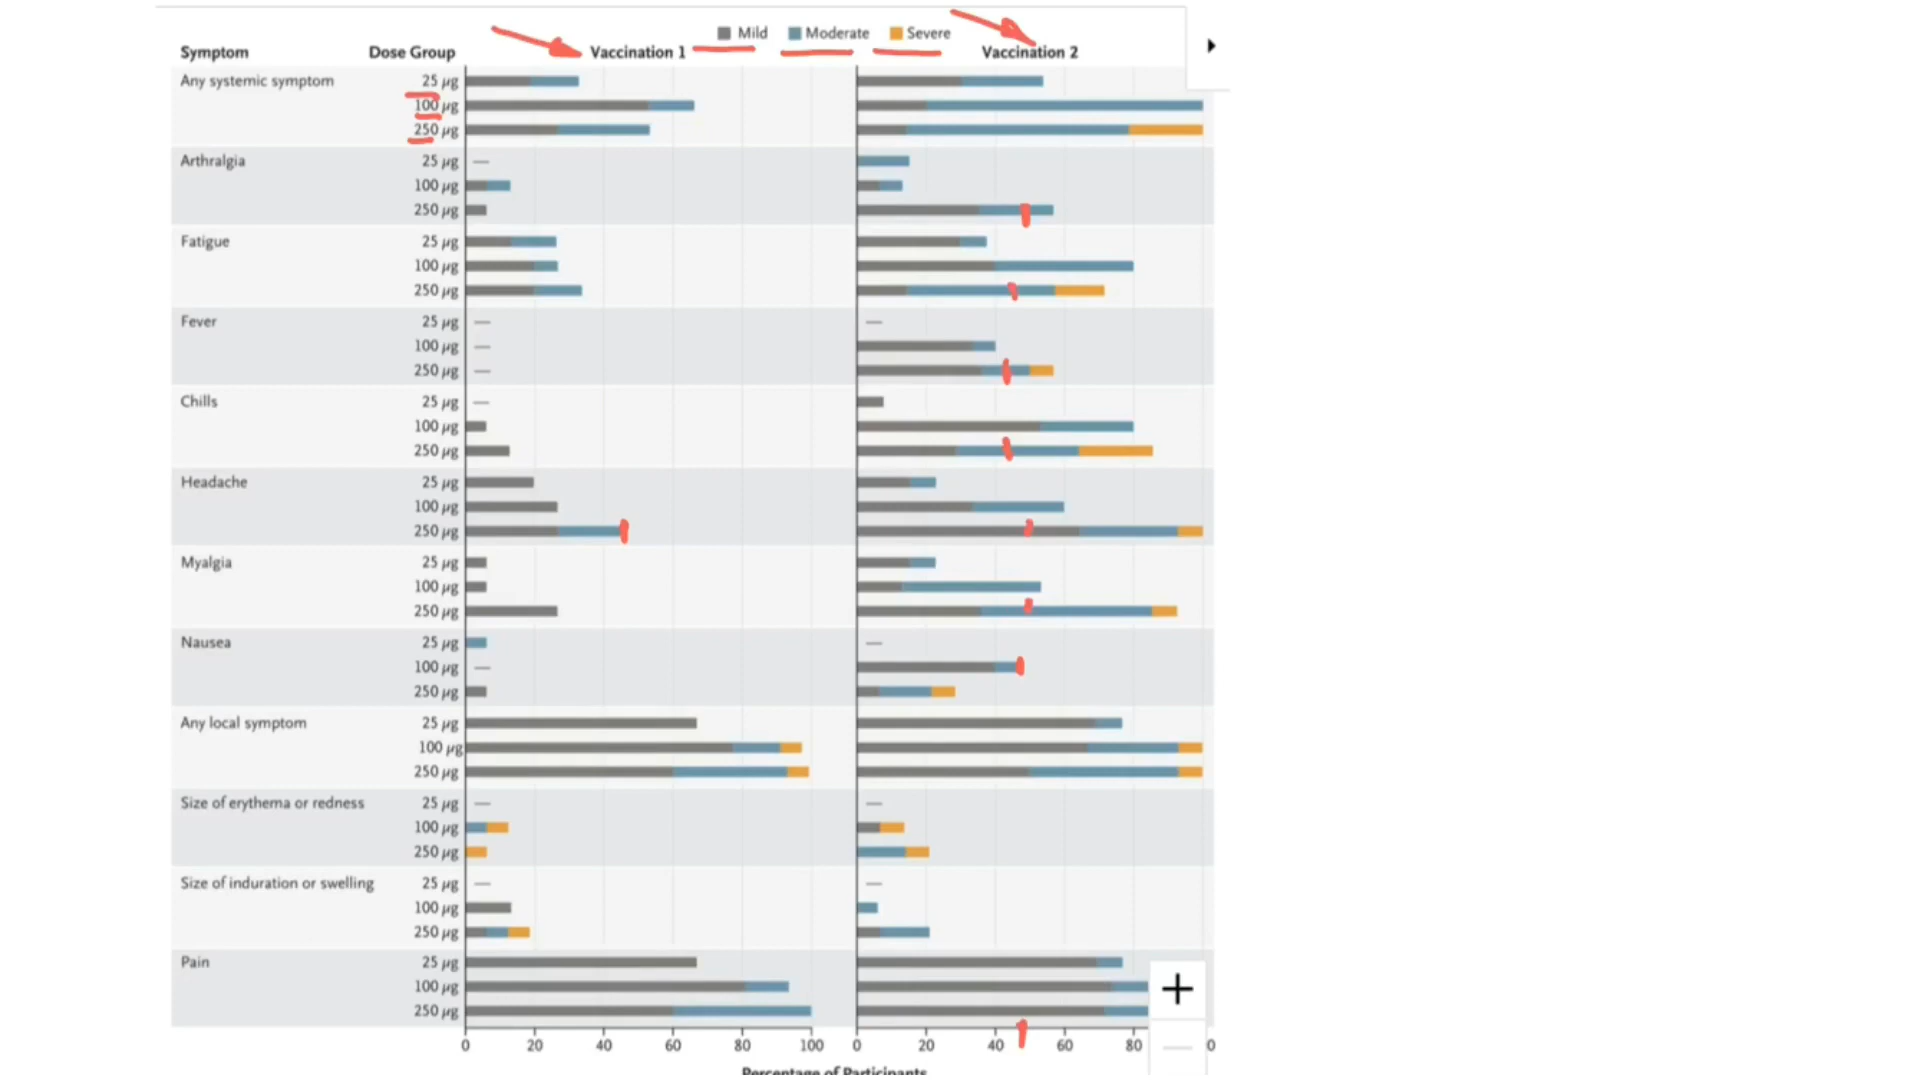 Mild Moderate Severe
Symptom Dose Group Vaccination 1 Vaccination 2
Any systemic symptom 25 µg
100 µg
250 µg
Arthralgia 25 µg
100 µg
250 µg
Fatigue 25 µg
100 µg
250 µg
Fever 25 µg
100 µg
250 µg
Chills 25 µg
100 µg
250 µg
Headache 25 µg
100 µg
250 µg
Myalgia 25 µg
100 µg
250 µg
Nausea 25 µg
100 µg
250 µg
Any local symptom 25 µg
100 µg
250 µg
Size of erythema or redness 25 µg
100 µg
250 µg
Size of induration or swelling 25 µg
100 µg
250 µg
Pain 25 µg
100 µg
250 µg
0 20 40 60 80 100 0 20 40 60 80 0
Percentage of Participants